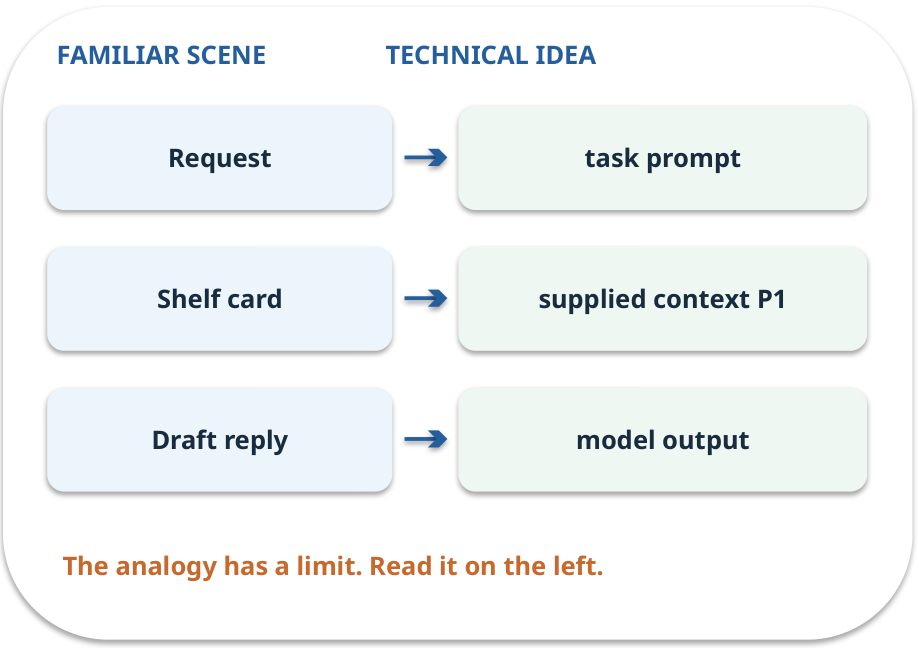 FAMILIAR SCENE TECHNICAL IDEA
Request → task prompt
Shelf card → supplied context P1
Draft reply → model output
The analogy has a limit. Read it on the left.